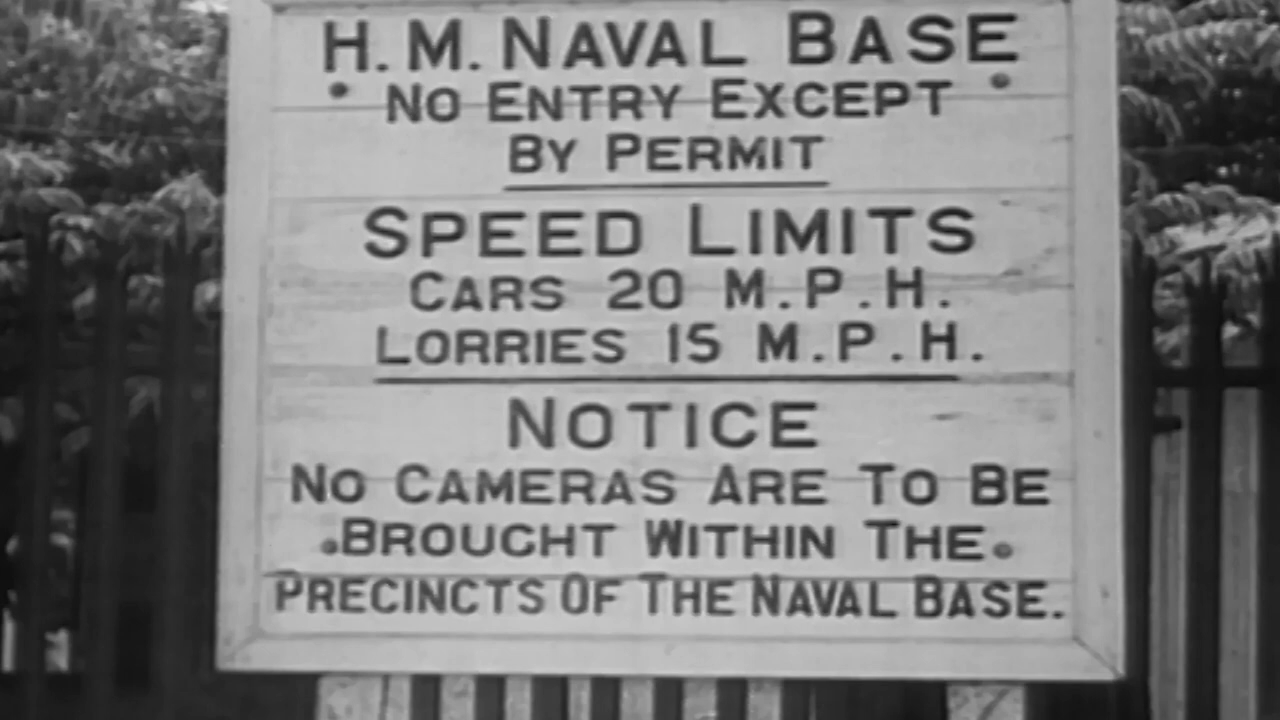 H.M. NAVAL BASE
NO ENTRY EXCEPT
BY PERMIT
SPEED LIMITS
CARS 20 M.P.H.
LORRIES 15 M.P.H.
NOTICE
NO CAMERAS ARE TO BE
BROUGHT WITHIN THE
PRECINCTS OF THE NAVAL BASE.